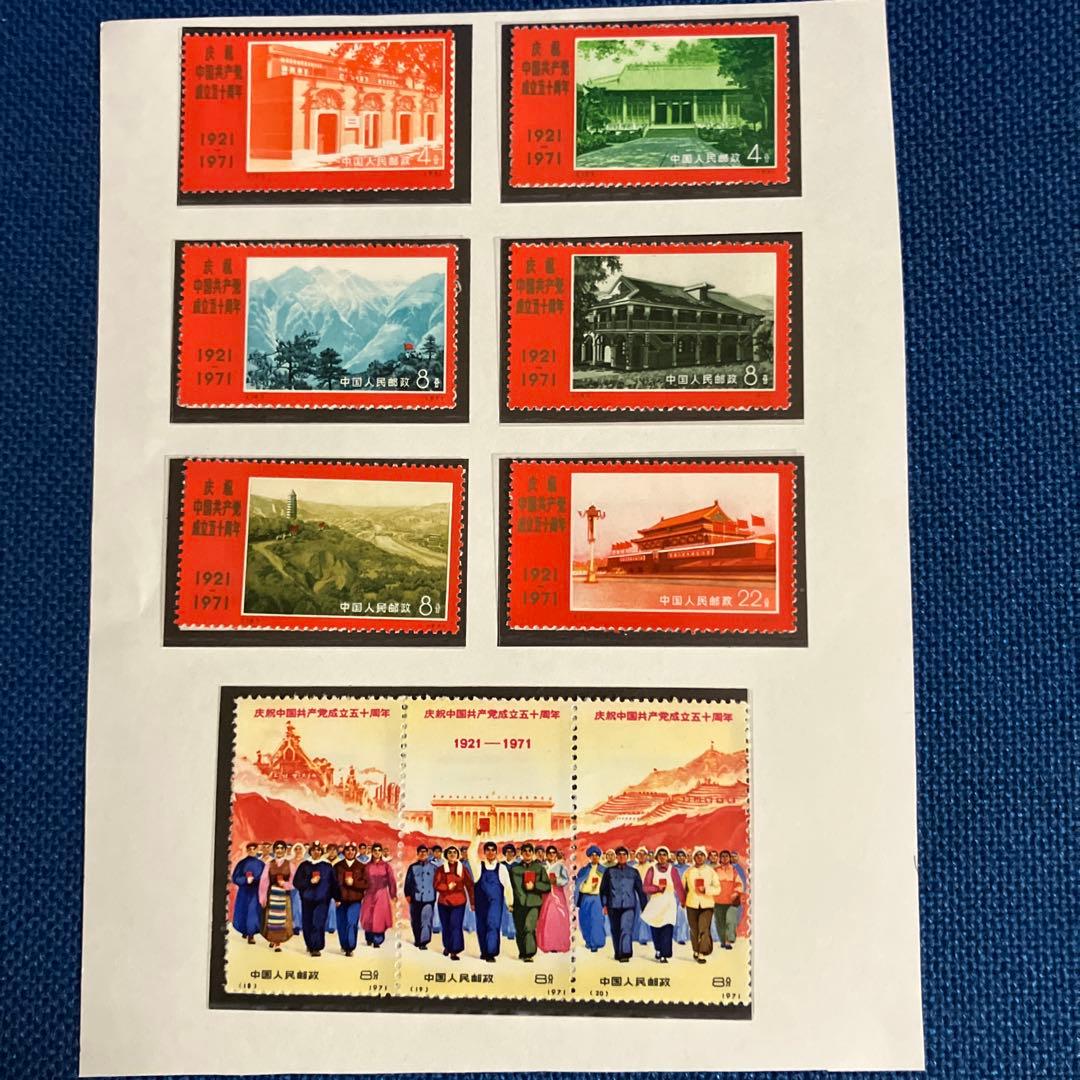 庆祝
中国共产党
成立五十周年
1921
1971
中国人民邮政 4分
庆祝
中国共产党
成立五十周年
1921
1971
中国人民邮政 4分
庆祝
中国共产党
成立五十周年
1921
1971
中国人民邮政 8分
庆祝
中国共产党
成立五十周年
1921
1971
中国人民邮政 8分
庆祝
中国共产党
成立五十周年
1921
1971
中国人民邮政 8分
庆祝
中国共产党
成立五十周年
1921
1971
中国人民邮政 22分
庆祝中国共产党成立五十周年
中国人民邮政 8分
(18) 1971
庆祝中国共产党成立五十周年
1921—1971
中国人民邮政 8分
(19) 1971
庆祝中国共产党成立五十周年
中国人民邮政 8分
(20) 1971